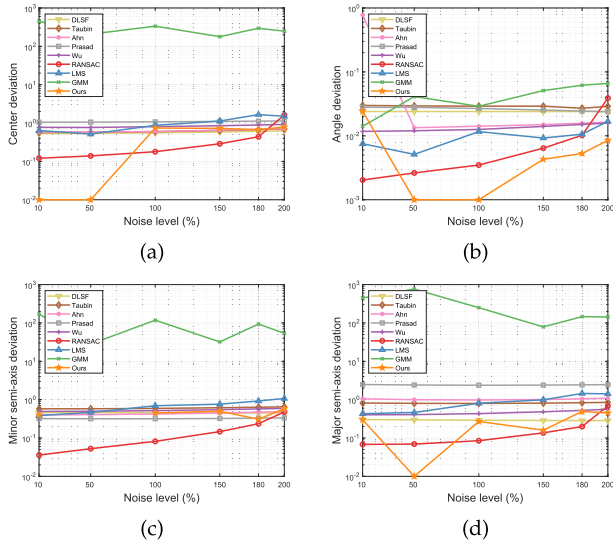 10³
10²
10¹
10⁰
10⁻¹
10⁻²
Center deviation
DLSF
Taubin
Ahn
Prasad
Wu
RANSAC
LMS
GMM
Ours
10 50 100 150 180 200
Noise level (%)
(a)
10⁰
10⁻¹
10⁻²
10⁻³
Angle deviation
DLSF
Taubin
Ahn
Prasad
Wu
RANSAC
LMS
GMM
Ours
10 50 100 150 180 200
Noise level (%)
(b)
10³
10²
10¹
10⁰
10⁻¹
10⁻²
Minor semi-axis deviation
DLSF
Taubin
Ahn
Prasad
Wu
RANSAC
LMS
GMM
Ours
10 50 100 150 180 200
Noise level (%)
(c)
10³
10²
10¹
10⁰
10⁻¹
10⁻²
Major semi-axis deviation
DLSF
Taubin
Ahn
Prasad
Wu
RANSAC
LMS
GMM
Ours
10 50 100 150 180 200
Noise level (%)
(d)